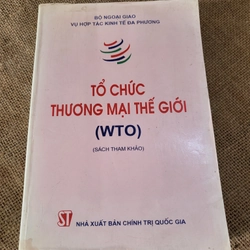 BỘ NGOẠI GIAO
VỤ HỢP TÁC KINH TẾ ĐA PHƯƠNG
TỔ CHỨC
THƯƠNG MẠI THẾ GIỚI
(WTO)
(SÁCH THAM KHẢO)
ST
NHÀ XUẤT BẢN CHÍNH TRỊ QUỐC GIA